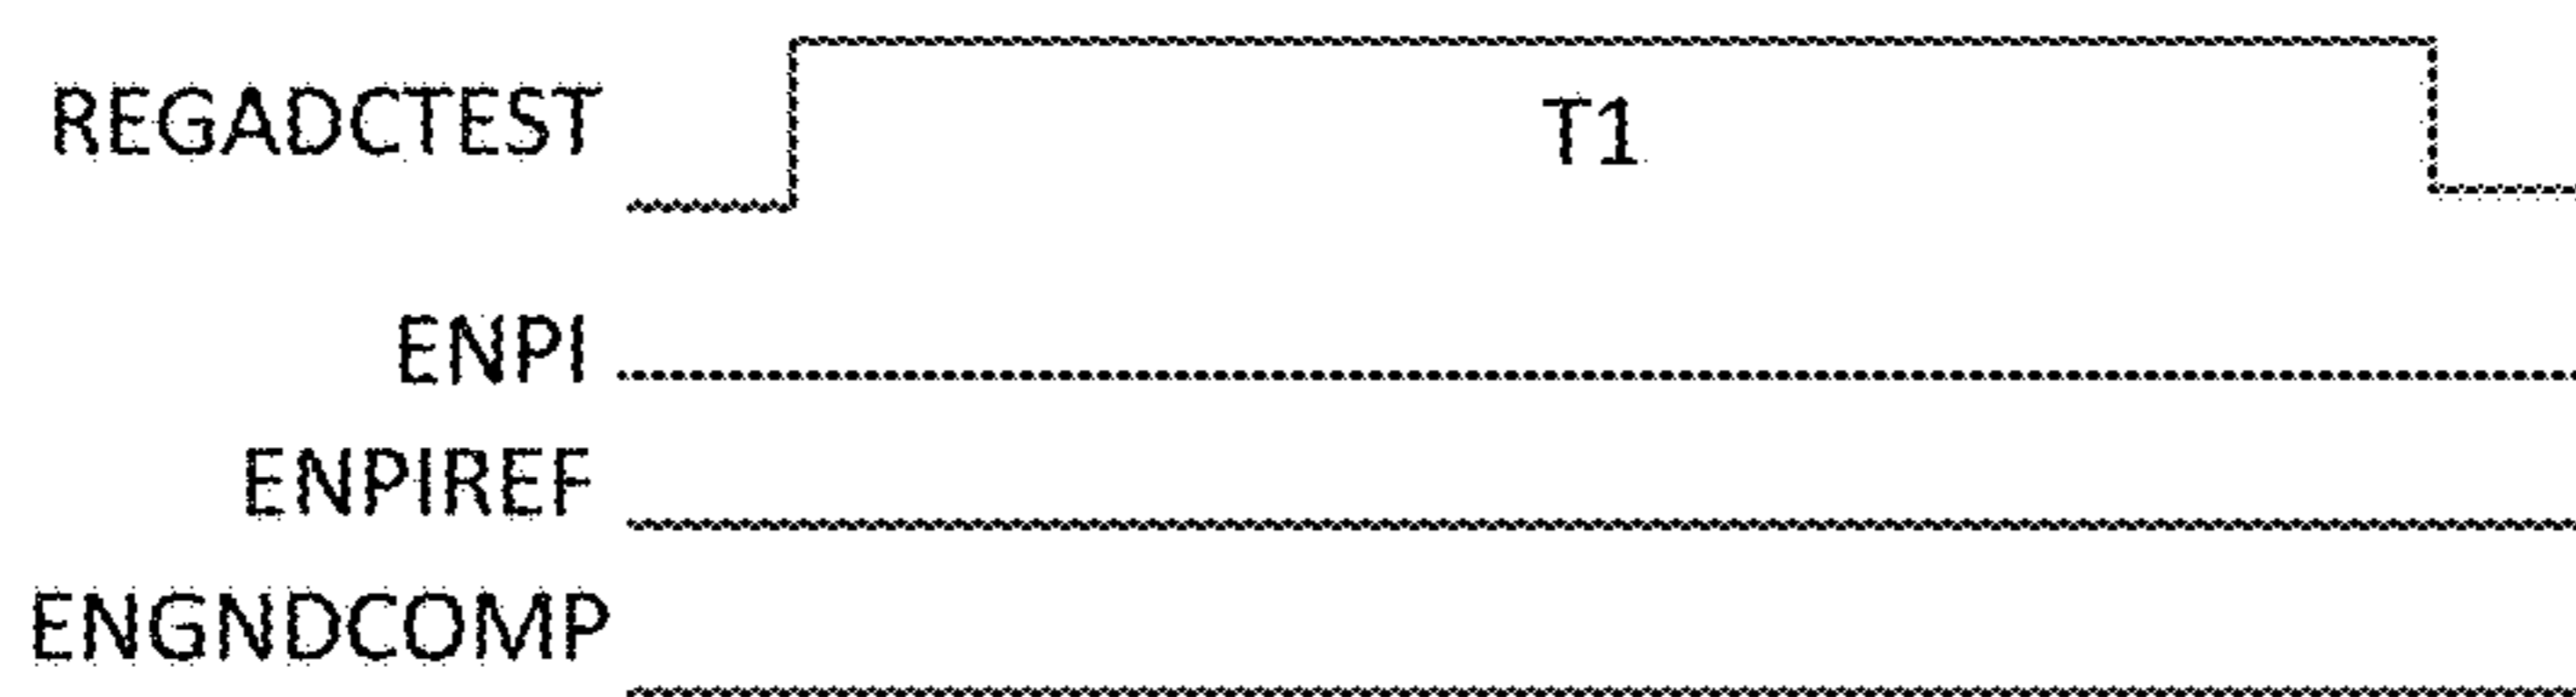 REGADCTEST
T1
ENPI
ENPIREF
ENGNDCOMP